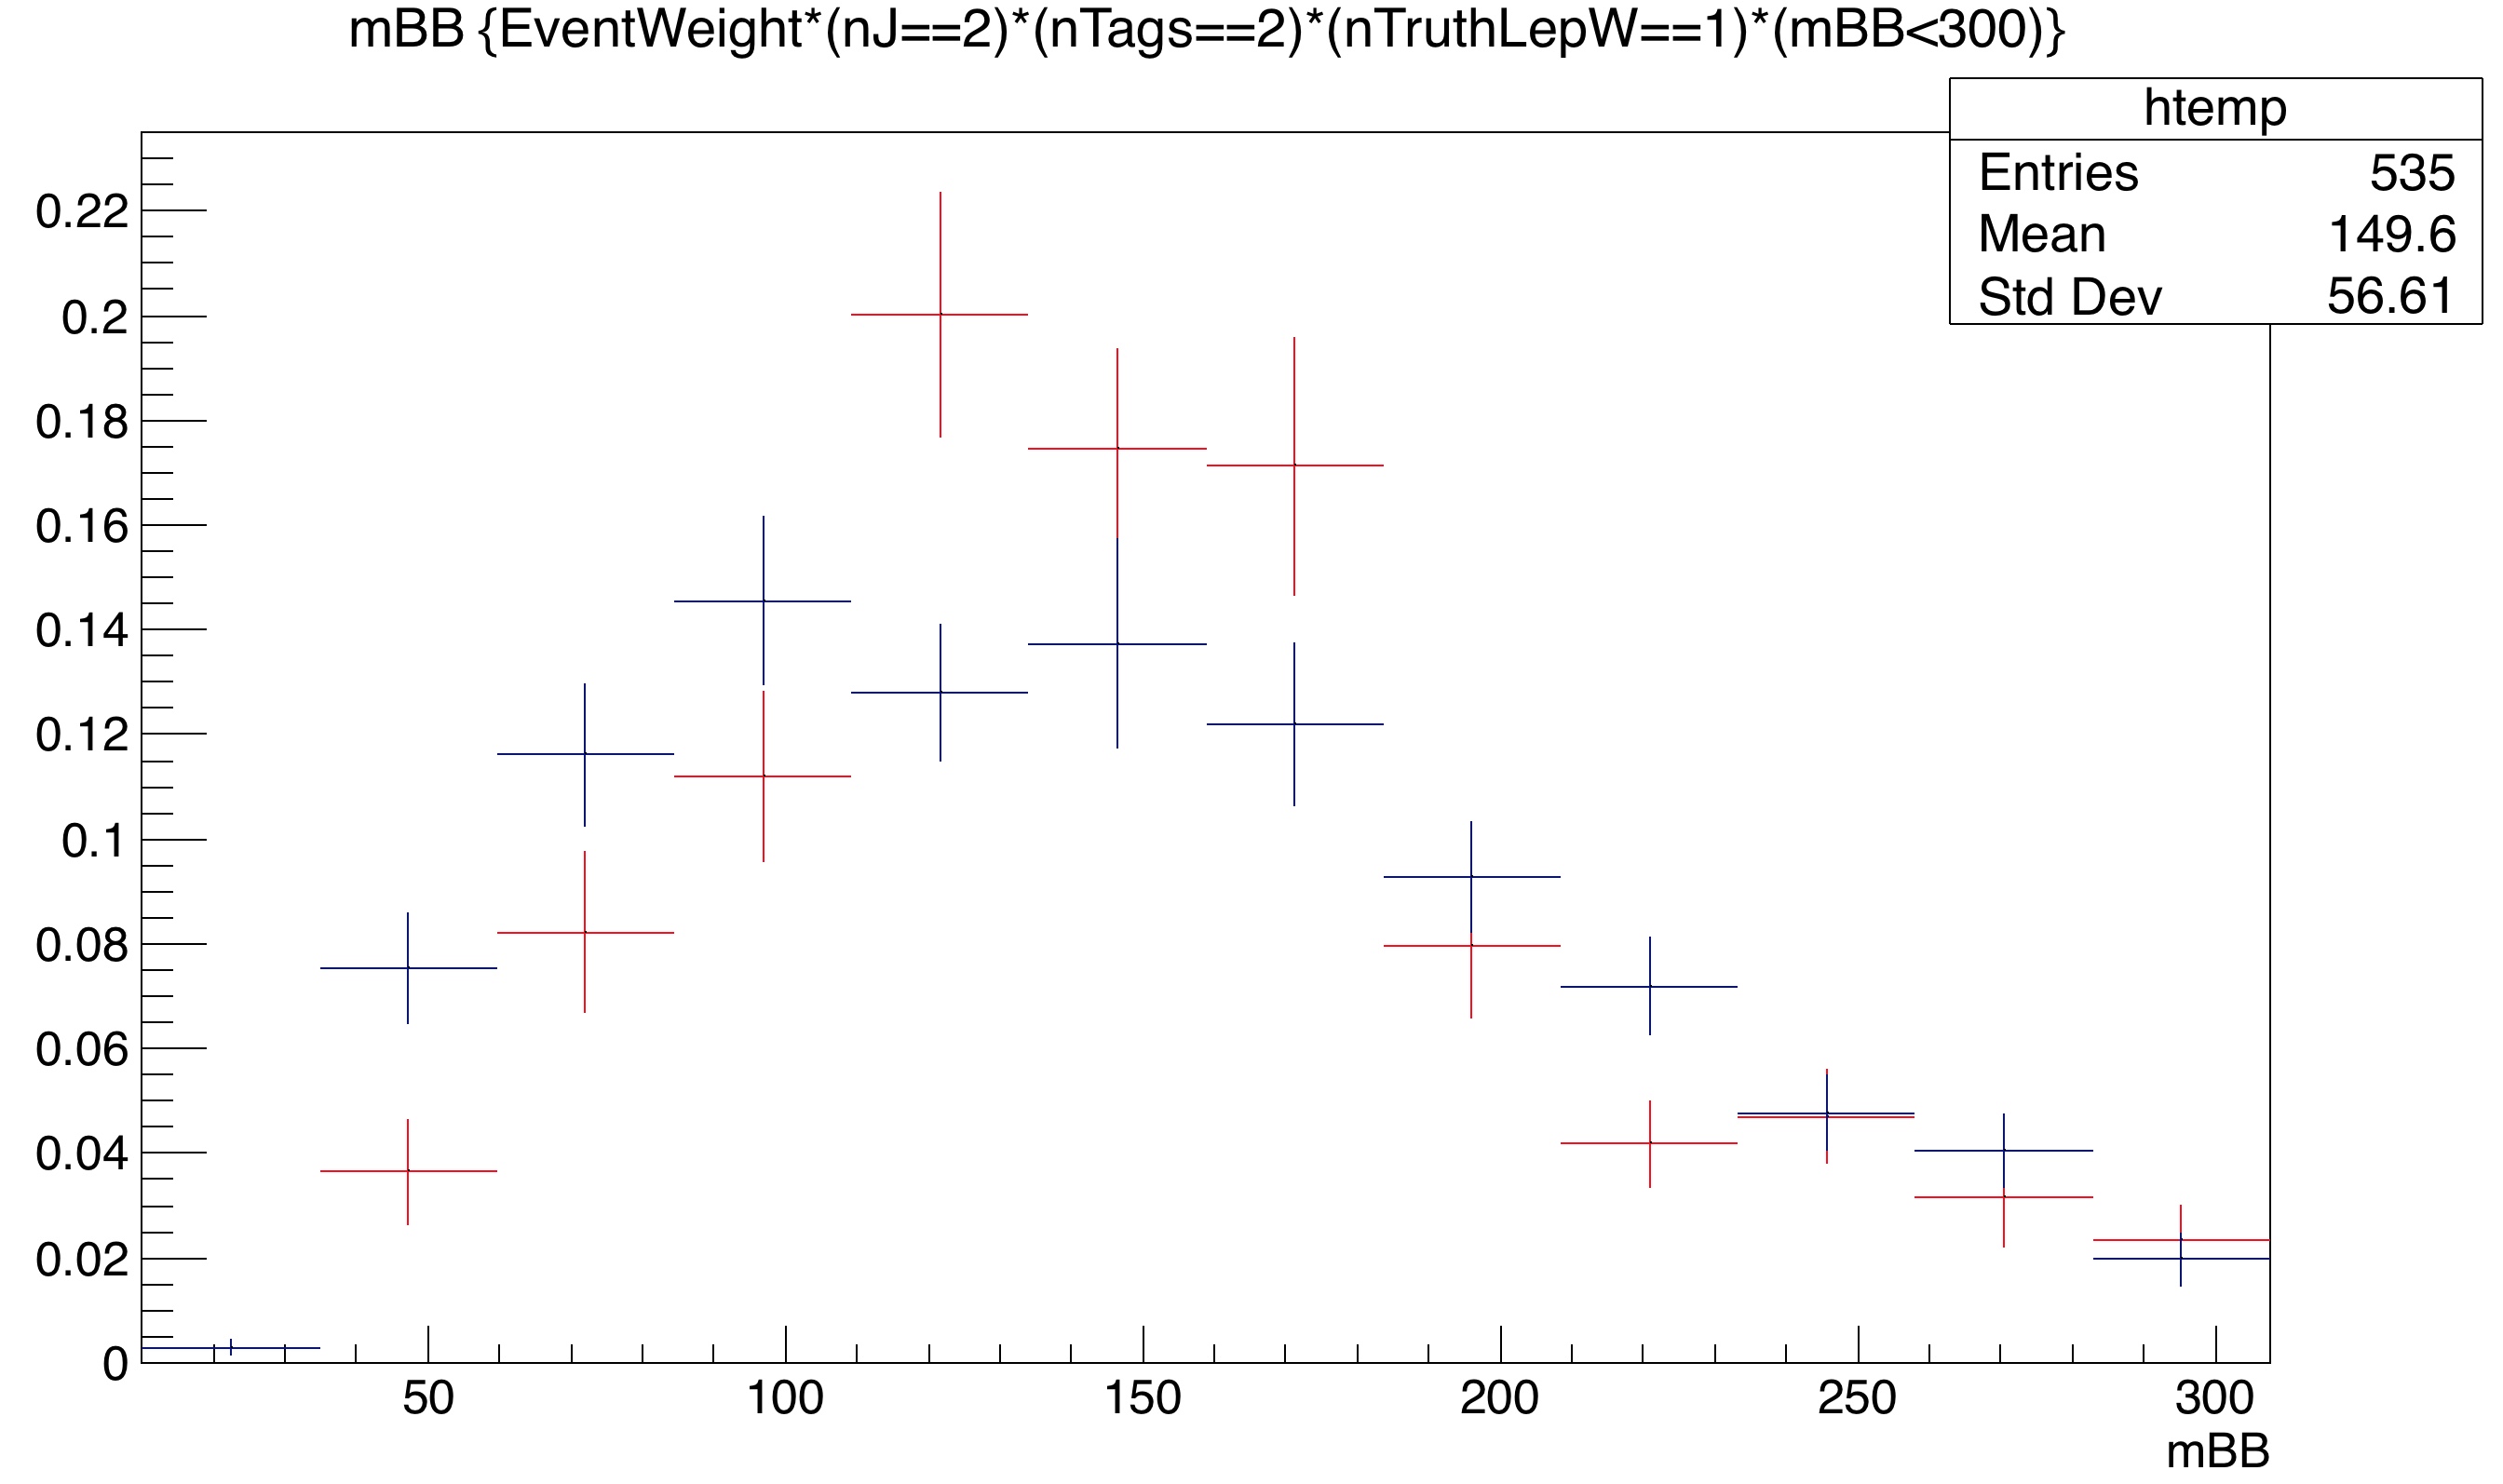 mBB {EventWeight*(nJ==2)*(nTags==2)*(nTruthLepW==1)*(mBB<300)}
htemp
Entries 535
Mean 149.6
Std Dev 56.61
0.22
0.2
0.18
0.16
0.14
0.12
0.1
0.08
0.06
0.04
0.02
0
50 100 150 200 250 300
mBB